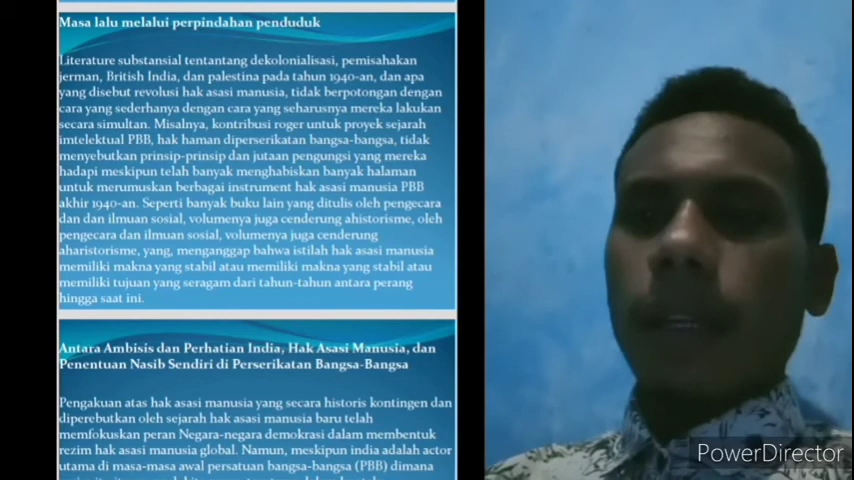 Masa lalu melalui perpindahan penduduk
Literature substansial tentantang dekolonialisasi, pemisahakan
jerman, British India, dan palestina pada tahun 1940-an, dan apa
yang disebut revolusi hak asasi manusia, tidak berpotongan dengan
cara yang sederhanya dengan cara yang seharusnya mereka lakukan
secara simultan. Misalnya, kontribusi roger untuk proyek sejarah
imtelektual PBB, hak haman diperserikatan bangsa-bangsa, tidak
menyebutkan prinsip-prinsip dan jutaan pengungsi yang mereka
hadapi meskipun telah banyak menghabiskan banyak halaman
untuk merumuskan berbagai instrument hak asasi manusia PBB
akhir 1940-an. Seperti banyak buku lain yang ditulis oleh pengecara
dan dan ilmuan sosial, volumenya juga cenderung ahistorisme, oleh
pengecara dan ilmuan sosial, volumenya juga cenderung
aharistorisme, yang, menganggap bahwa istilah hak asasi manusia
memiliki makna yang stabil atau memiliki makna yang stabil atau
memiliki tujuan yang seragam dari tahun-tahun antara perang
hingga saat ini.
Antara Ambisis dan Perhatian India, Hak Asasi Manusia, dan
Penentuan Nasib Sendiri di Perserikatan Bangsa-Bangsa
Pengakuan atas hak asasi manusia yang secara historis kontingen dan
diperebutkan oleh sejarah hak asasi manusia baru telah
memfokuskan peran Negara-negara demokrasi dalam membentuk
rezim hak asasi manusia global. Namun, meskipun india adalah actor
utama di masa-masa awal persatuan bangsa-bangsa (PBB) dimana
PowerDirector